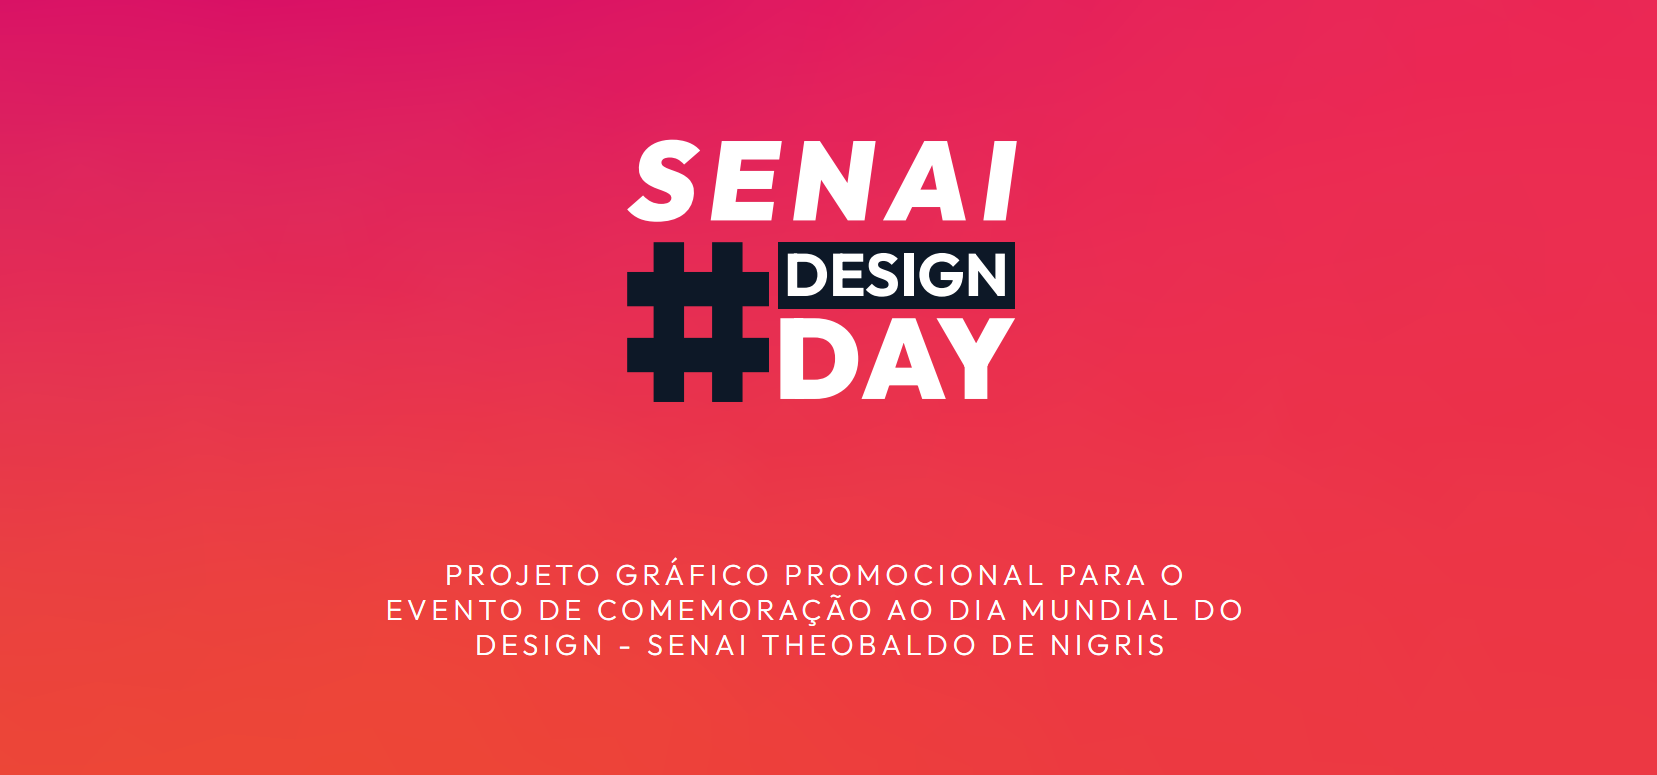 SENAI
#DESIGN
DAY
PROJETO GRÁFICO PROMOCIONAL PARA O
EVENTO DE COMEMORAÇÃO AO DIA MUNDIAL DO
DESIGN - SENAI THEOBALDO DE NIGRIS